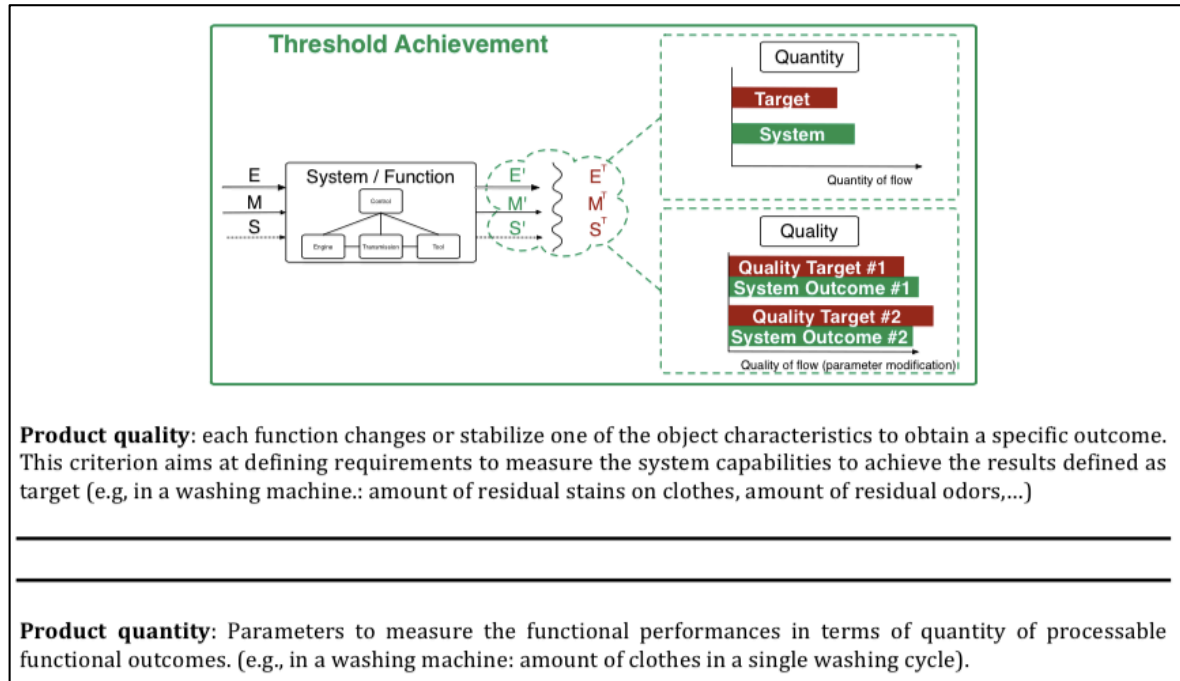 Threshold Achievement
Quantity
Target
System
Quantity of flow
E
M
S
System / Function
Control
Engine
Transmission
Tool
E'
M'
S'
E^T
M^T
S^T
Quality
Quality Target #1
System Outcome #1
Quality Target #2
System Outcome #2
Quality of flow (parameter modification)
Product quality: each function changes or stabilize one of the object characteristics to obtain a specific outcome.
This criterion aims at defining requirements to measure the system capabilities to achieve the results defined as
target (e.g, in a washing machine.: amount of residual stains on clothes, amount of residual odors,...)
Product quantity: Parameters to measure the functional performances in terms of quantity of processable
functional outcomes. (e.g., in a washing machine: amount of clothes in a single washing cycle).